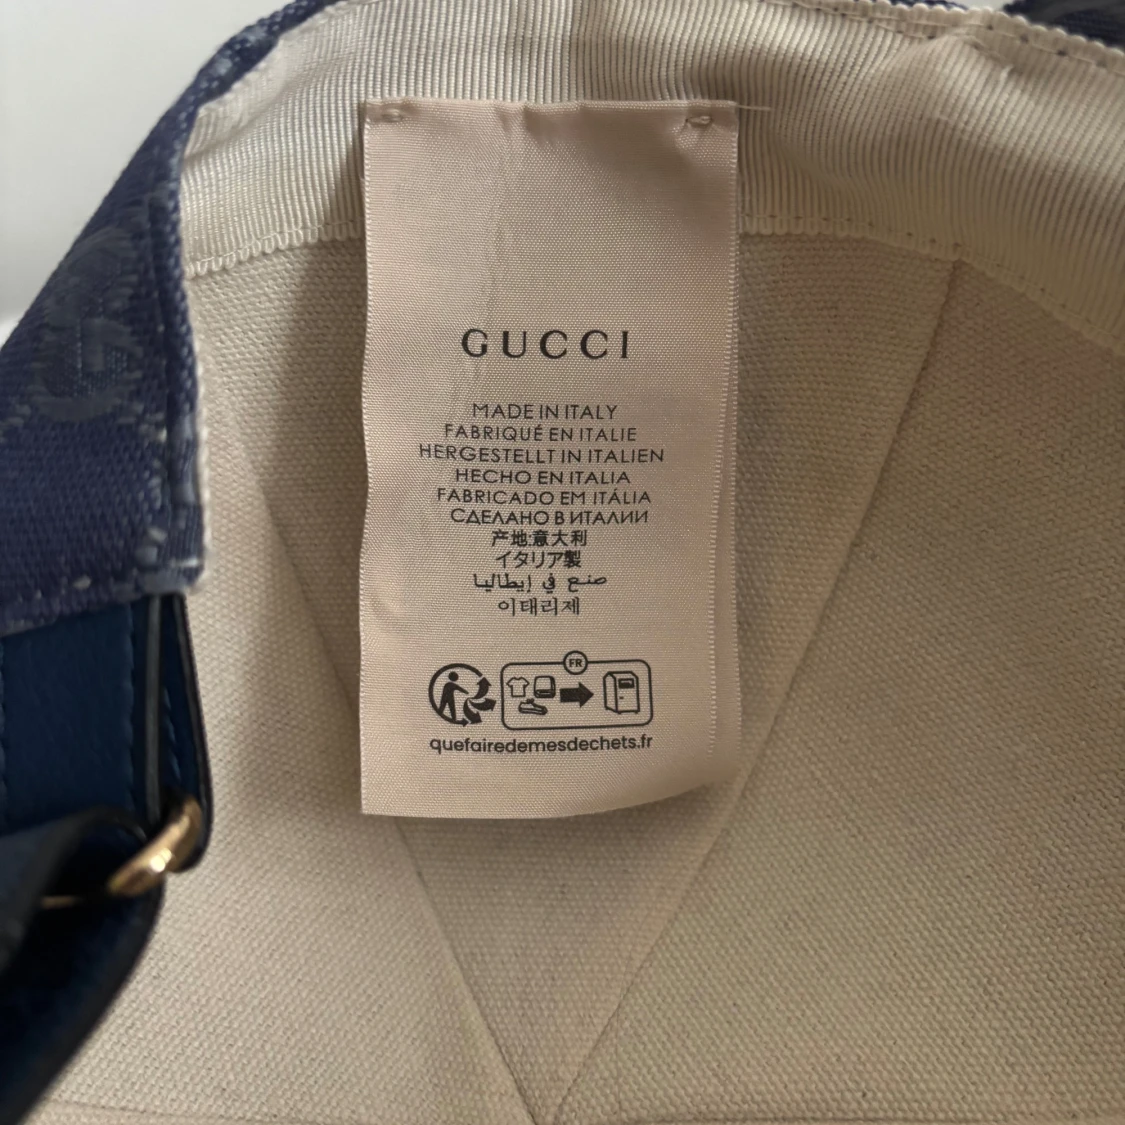 GUCCI
MADE IN ITALY
FABRIQUÉ EN ITALIE
HERGESTELLT IN ITALIEN
HECHO EN ITALIA
FABRICADO EM ITÁLIA
СДЕЛАНО В ИТАЛИИ
产地:意大利
イタリア製
صنع في إيطاليا
이태리제
FR
quefairedemesdechets.fr